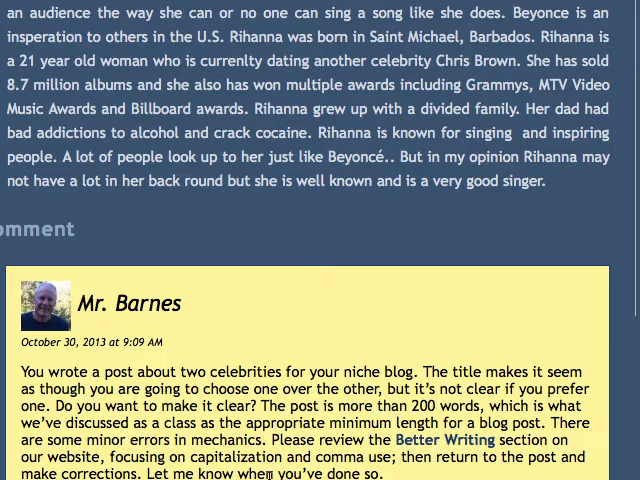 an audience the way she can or no one can sing a song like she does. Beyonce is an
insperation to others in the U.S. Rihanna was born in Saint Michael, Barbados. Rihanna is
a 21 year old woman who is currenlty dating another celebrity Chris Brown. She has sold
8.7 million albums and she also has won multiple awards including Grammys, MTV Video
Music Awards and Billboard awards. Rihanna grew up with a divided family. Her dad had
bad addictions to alcohol and crack cocaine. Rihanna is known for singing and inspiring
people. A lot of people look up to her just like Beyoncé.. But in my opinion Rihanna may
not have a lot in her back round but she is well known and is a very good singer.
omment
Mr. Barnes
October 30, 2013 at 9:09 AM
You wrote a post about two celebrities for your niche blog. The title makes it seem
as though you are going to choose one over the other, but it's not clear if you prefer
one. Do you want to make it clear? The post is more than 200 words, which is what
we've discussed as a class as the appropriate minimum length for a blog post. There
are some minor errors in mechanics. Please review the Better Writing section on
our website, focusing on capitalization and comma use; then return to the post and
make corrections. Let me know when you've done so.